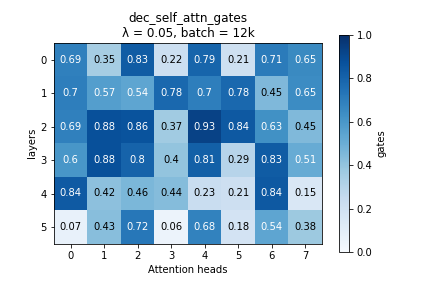 dec_self_attn_gates
λ = 0.05, batch = 12k
0 0.69 0.35 0.83 0.22 0.79 0.21 0.71 0.65
1 0.7 0.57 0.54 0.78 0.7 0.78 0.45 0.65
2 0.69 0.88 0.86 0.37 0.93 0.84 0.63 0.45
3 0.6 0.88 0.8 0.4 0.81 0.29 0.83 0.51
4 0.84 0.42 0.46 0.44 0.23 0.21 0.84 0.15
5 0.07 0.43 0.72 0.06 0.68 0.18 0.54 0.38
0 1 2 3 4 5 6 7
Attention heads
layers
1.0
0.8
0.6
0.4
0.2
0.0
gates